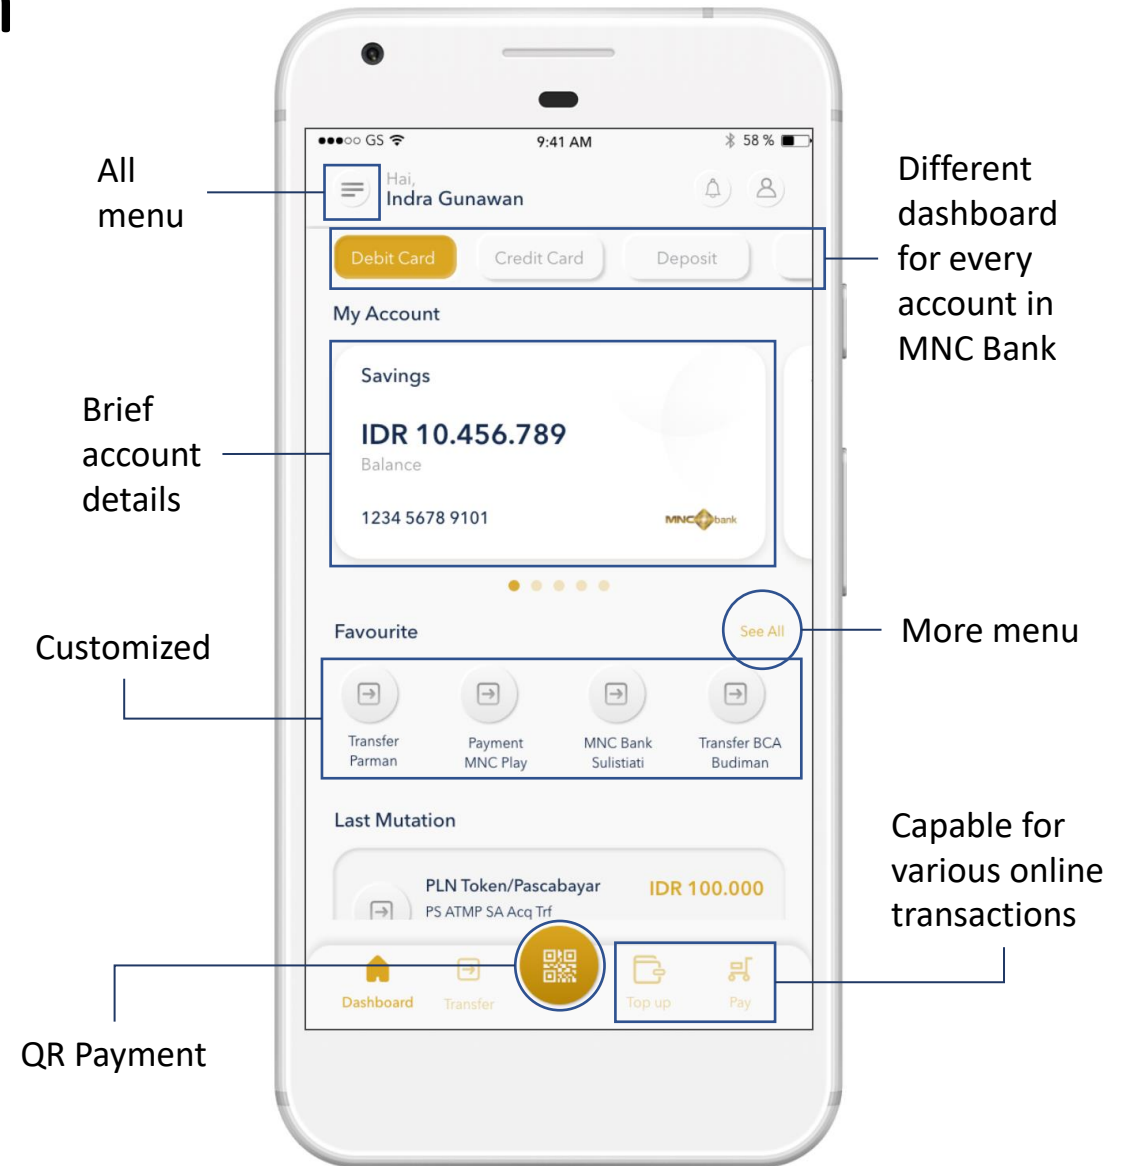 GS
9:41 AM
58 %
All
menu
Hai,
Indra Gunawan
Different
dashboard
for every
account in
MNC Bank
Debit Card
Credit Card
Deposit
My Account
Savings
IDR 10.456.789
Balance
1234 5678 9101
MNC bank
Brief
account
details
Favourite
See All
More menu
Customized
Transfer
Parman
Payment
MNC Play
MNC Bank
Sulistiati
Transfer BCA
Budiman
Last Mutation
PLN Token/Pascabayar
IDR 100.000
PS ATMP SA Acq Trf
Capable for
various online
transactions
Dashboard
Transfer
Top up
Pay
QR Payment